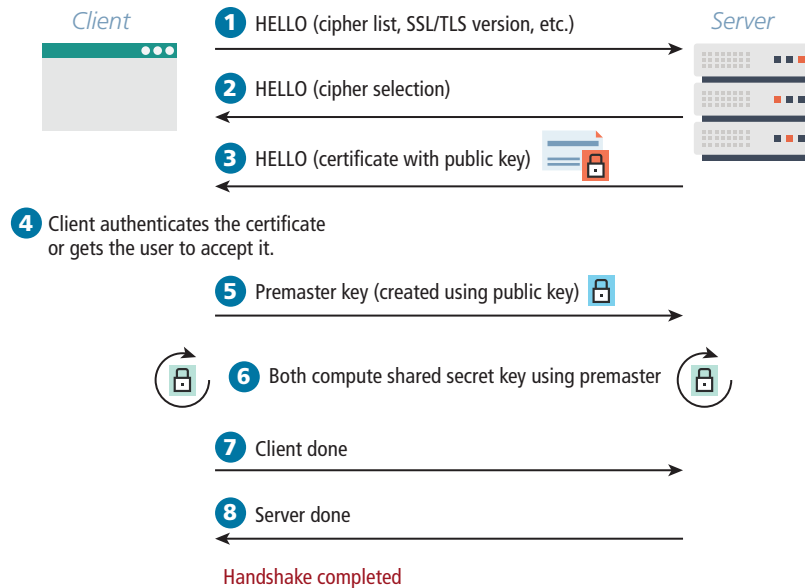 Client
Server
1 HELLO (cipher list, SSL/TLS version, etc.)
2 HELLO (cipher selection)
3 HELLO (certificate with public key)
4 Client authenticates the certificate
or gets the user to accept it.
5 Premaster key (created using public key)
6 Both compute shared secret key using premaster
7 Client done
8 Server done
Handshake completed